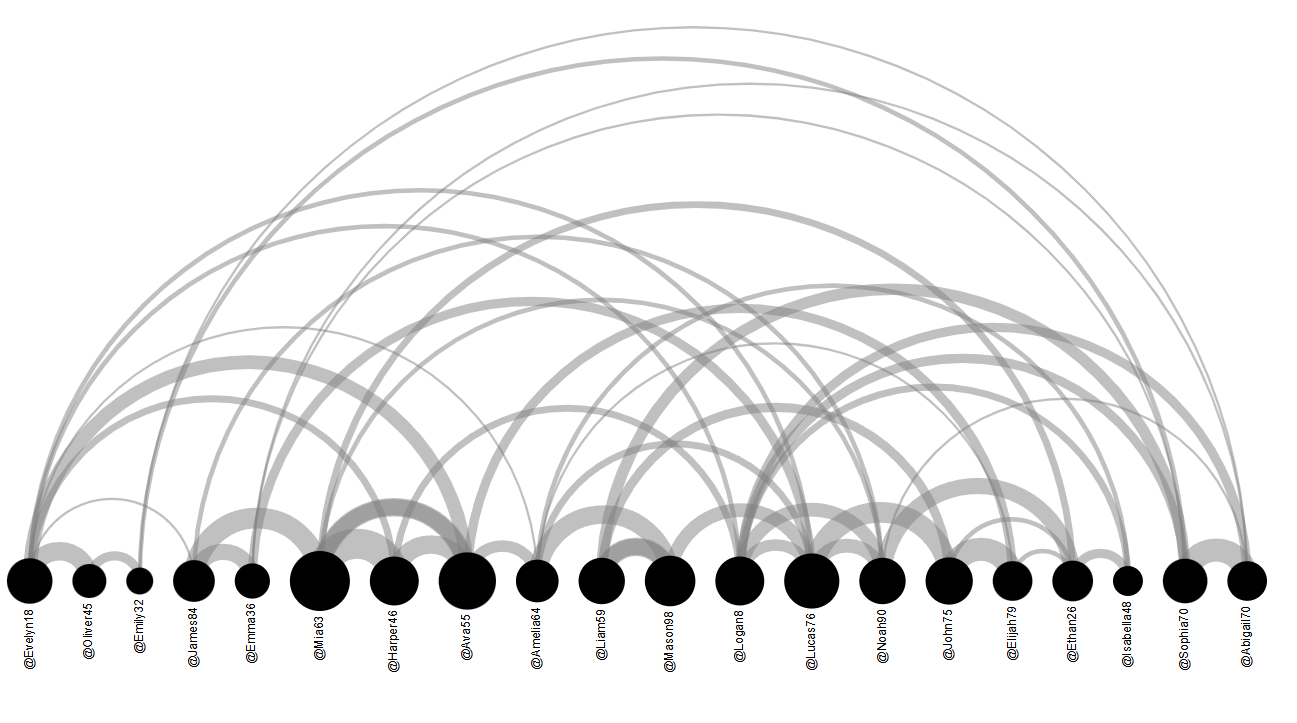 @Evelyn18
@Oliver45
@Emily32
@James84
@Emma36
@Mia63
@Harper46
@Ava55
@Amelia64
@Liam59
@Mason98
@Logan8
@Lucas76
@Noah90
@John75
@Elijah79
@Ethan26
@Isabella48
@Sophia70
@Abigail70